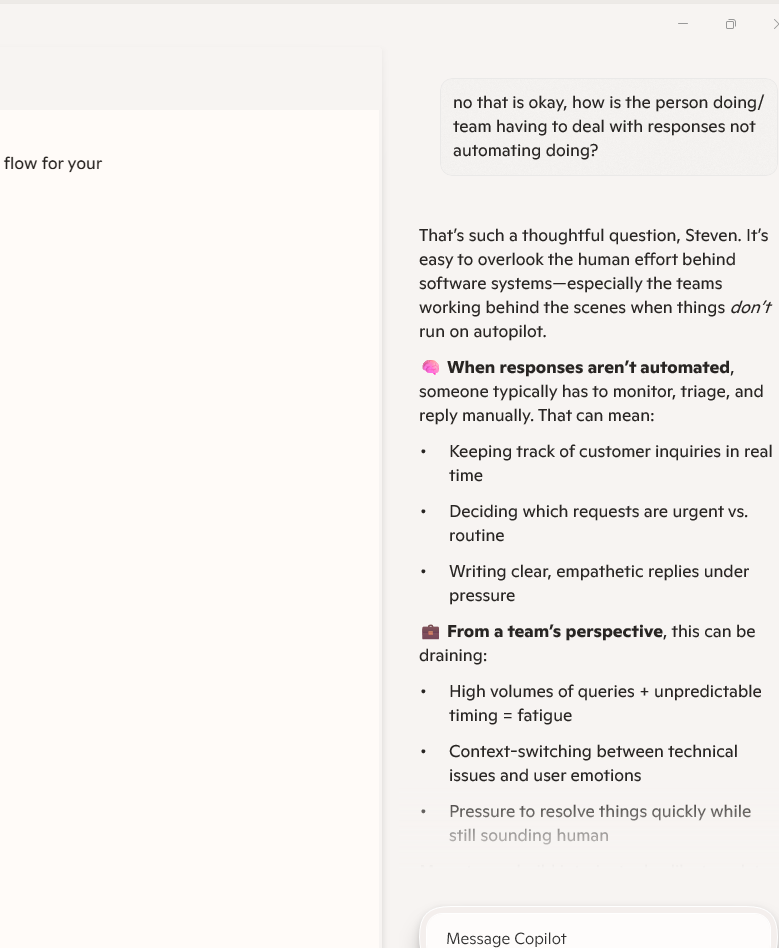 flow for your
no that is okay, how is the person doing/
team having to deal with responses not
automating doing?
That's such a thoughtful question, Steven. It's
easy to overlook the human effort behind
software systems—especially the teams
working behind the scenes when things don't
run on autopilot.
🧠 When responses aren't automated,
someone typically has to monitor, triage, and
reply manually. That can mean:
• Keeping track of customer inquiries in real
time
• Deciding which requests are urgent vs.
routine
• Writing clear, empathetic replies under
pressure
💼 From a team's perspective, this can be
draining:
• High volumes of queries + unpredictable
timing = fatigue
• Context-switching between technical
issues and user emotions
• Pressure to resolve things quickly while
still sounding human
Message Copilot